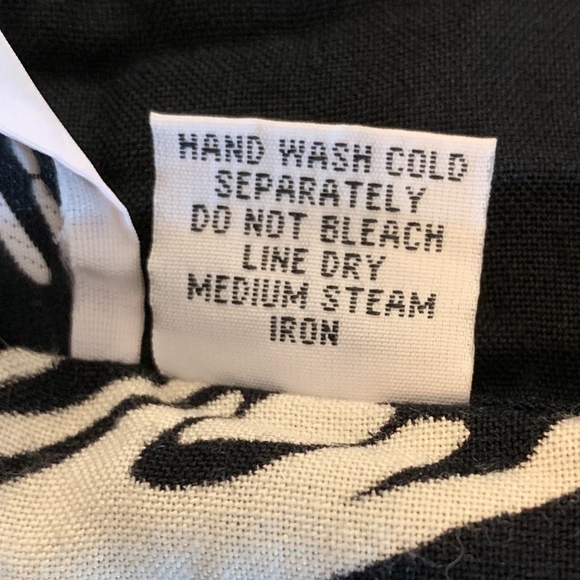 HAND WASH COLD
SEPARATELY
DO NOT BLEACH
LINE DRY
MEDIUM STEAM
IRON